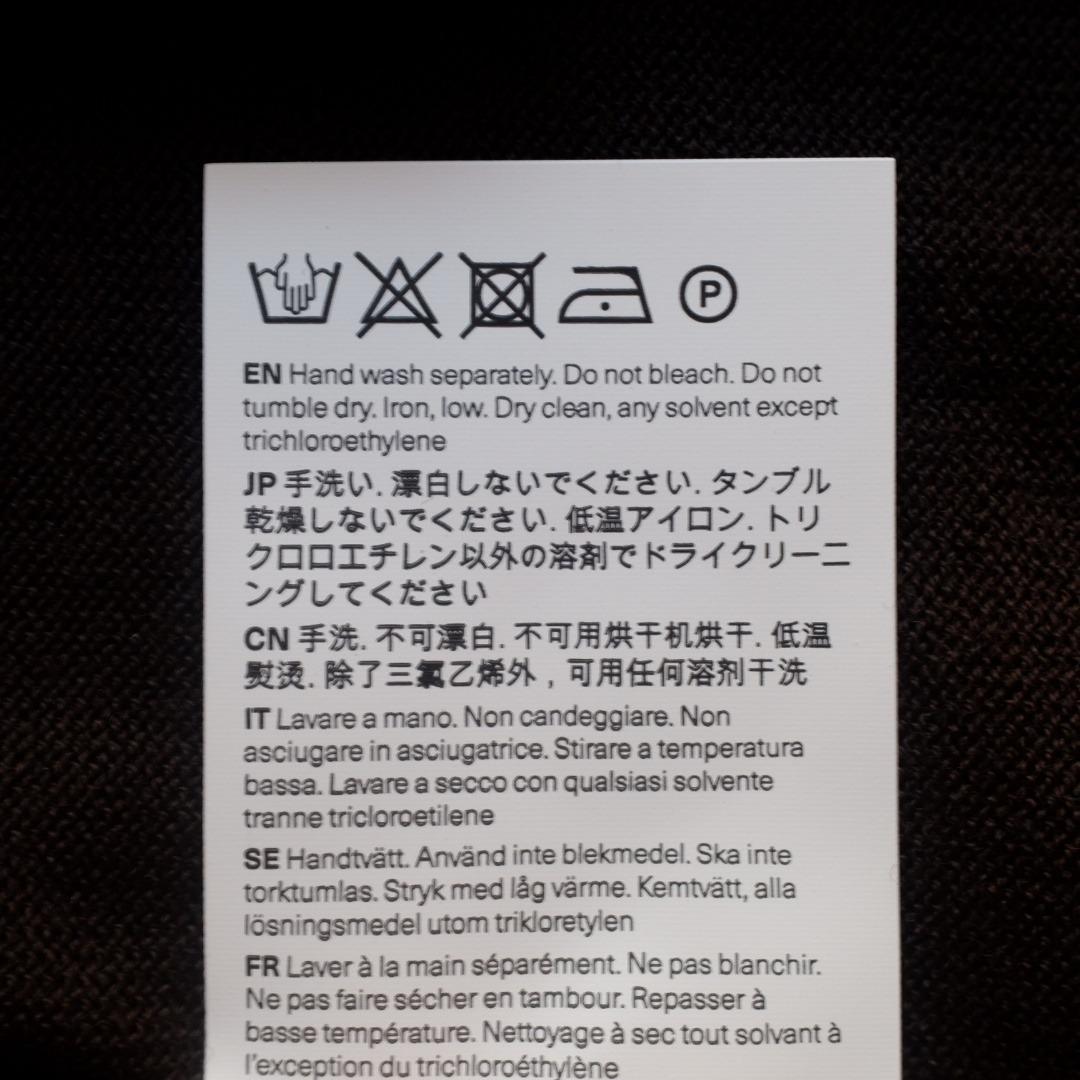 P
EN Hand wash separately. Do not bleach. Do not
tumble dry. Iron, low. Dry clean, any solvent except
trichloroethylene
JP 手洗い. 漂白しないでください. タンブル
乾燥しないでください. 低温アイロン. トリ
クロロエチレン以外の溶剤でドライクリーニ
ングしてください
CN 手洗. 不可漂白. 不可用烘干机烘干. 低温
熨烫. 除了三氯乙烯外，可用任何溶剂干洗
IT Lavare a mano. Non candeggiare. Non
asciugare in asciugatrice. Stirare a temperatura
bassa. Lavare a secco con qualsiasi solvente
tranne tricloroetilene
SE Handtvätt. Använd inte blekmedel. Ska inte
torktumlas. Stryk med låg värme. Kemtvätt, alla
lösningsmedel utom trikloretylen
FR Laver à la main séparément. Ne pas blanchir.
Ne pas faire sécher en tambour. Repasser à
basse température. Nettoyage à sec tout solvant à
l'exception du trichloroéthylène